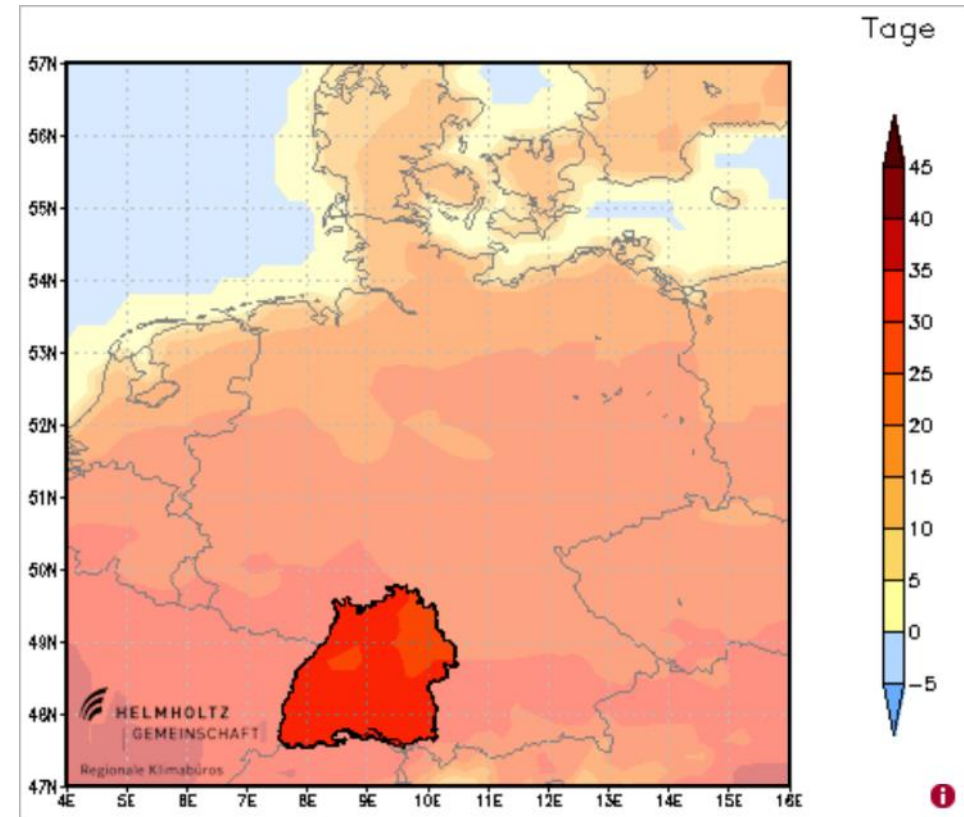 Tage
57N
56N
55N
54N
53N
52N
51N
50N
49N
48N
47N
4E 5E 6E 7E 8E 9E 10E 11E 12E 13E 14E 15E 16E
45
40
35
30
25
20
15
10
5
0
-5
HELMHOLTZ
GEMEINSCHAFT
Regionale Klimabüros
i